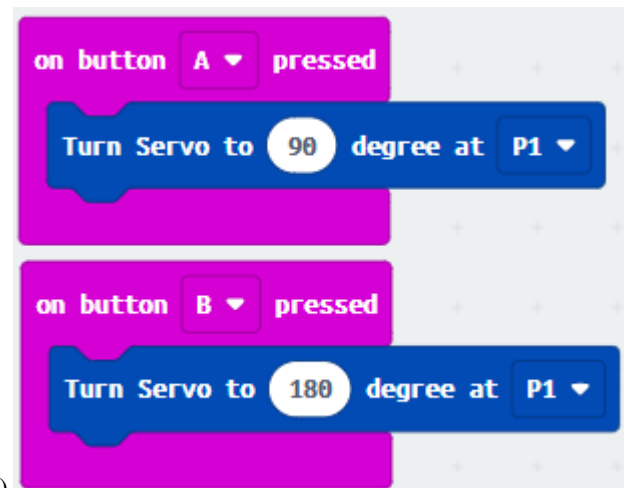 on button A pressed
Turn Servo to 90 degree at P1
on button B pressed
Turn Servo to 180 degree at P1
)